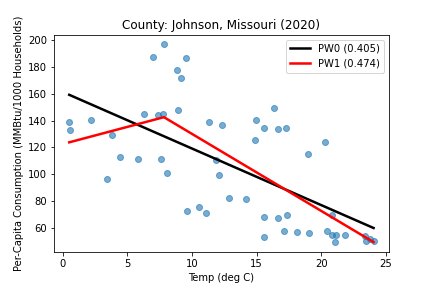 County: Johnson, Missouri (2020)
PW0 (0.405)
PW1 (0.474)
Per-Capita Consumption (MMBtu/1000 Households)
200
180
160
140
120
100
80
60
0 5 10 15 20 25
Temp (deg C)